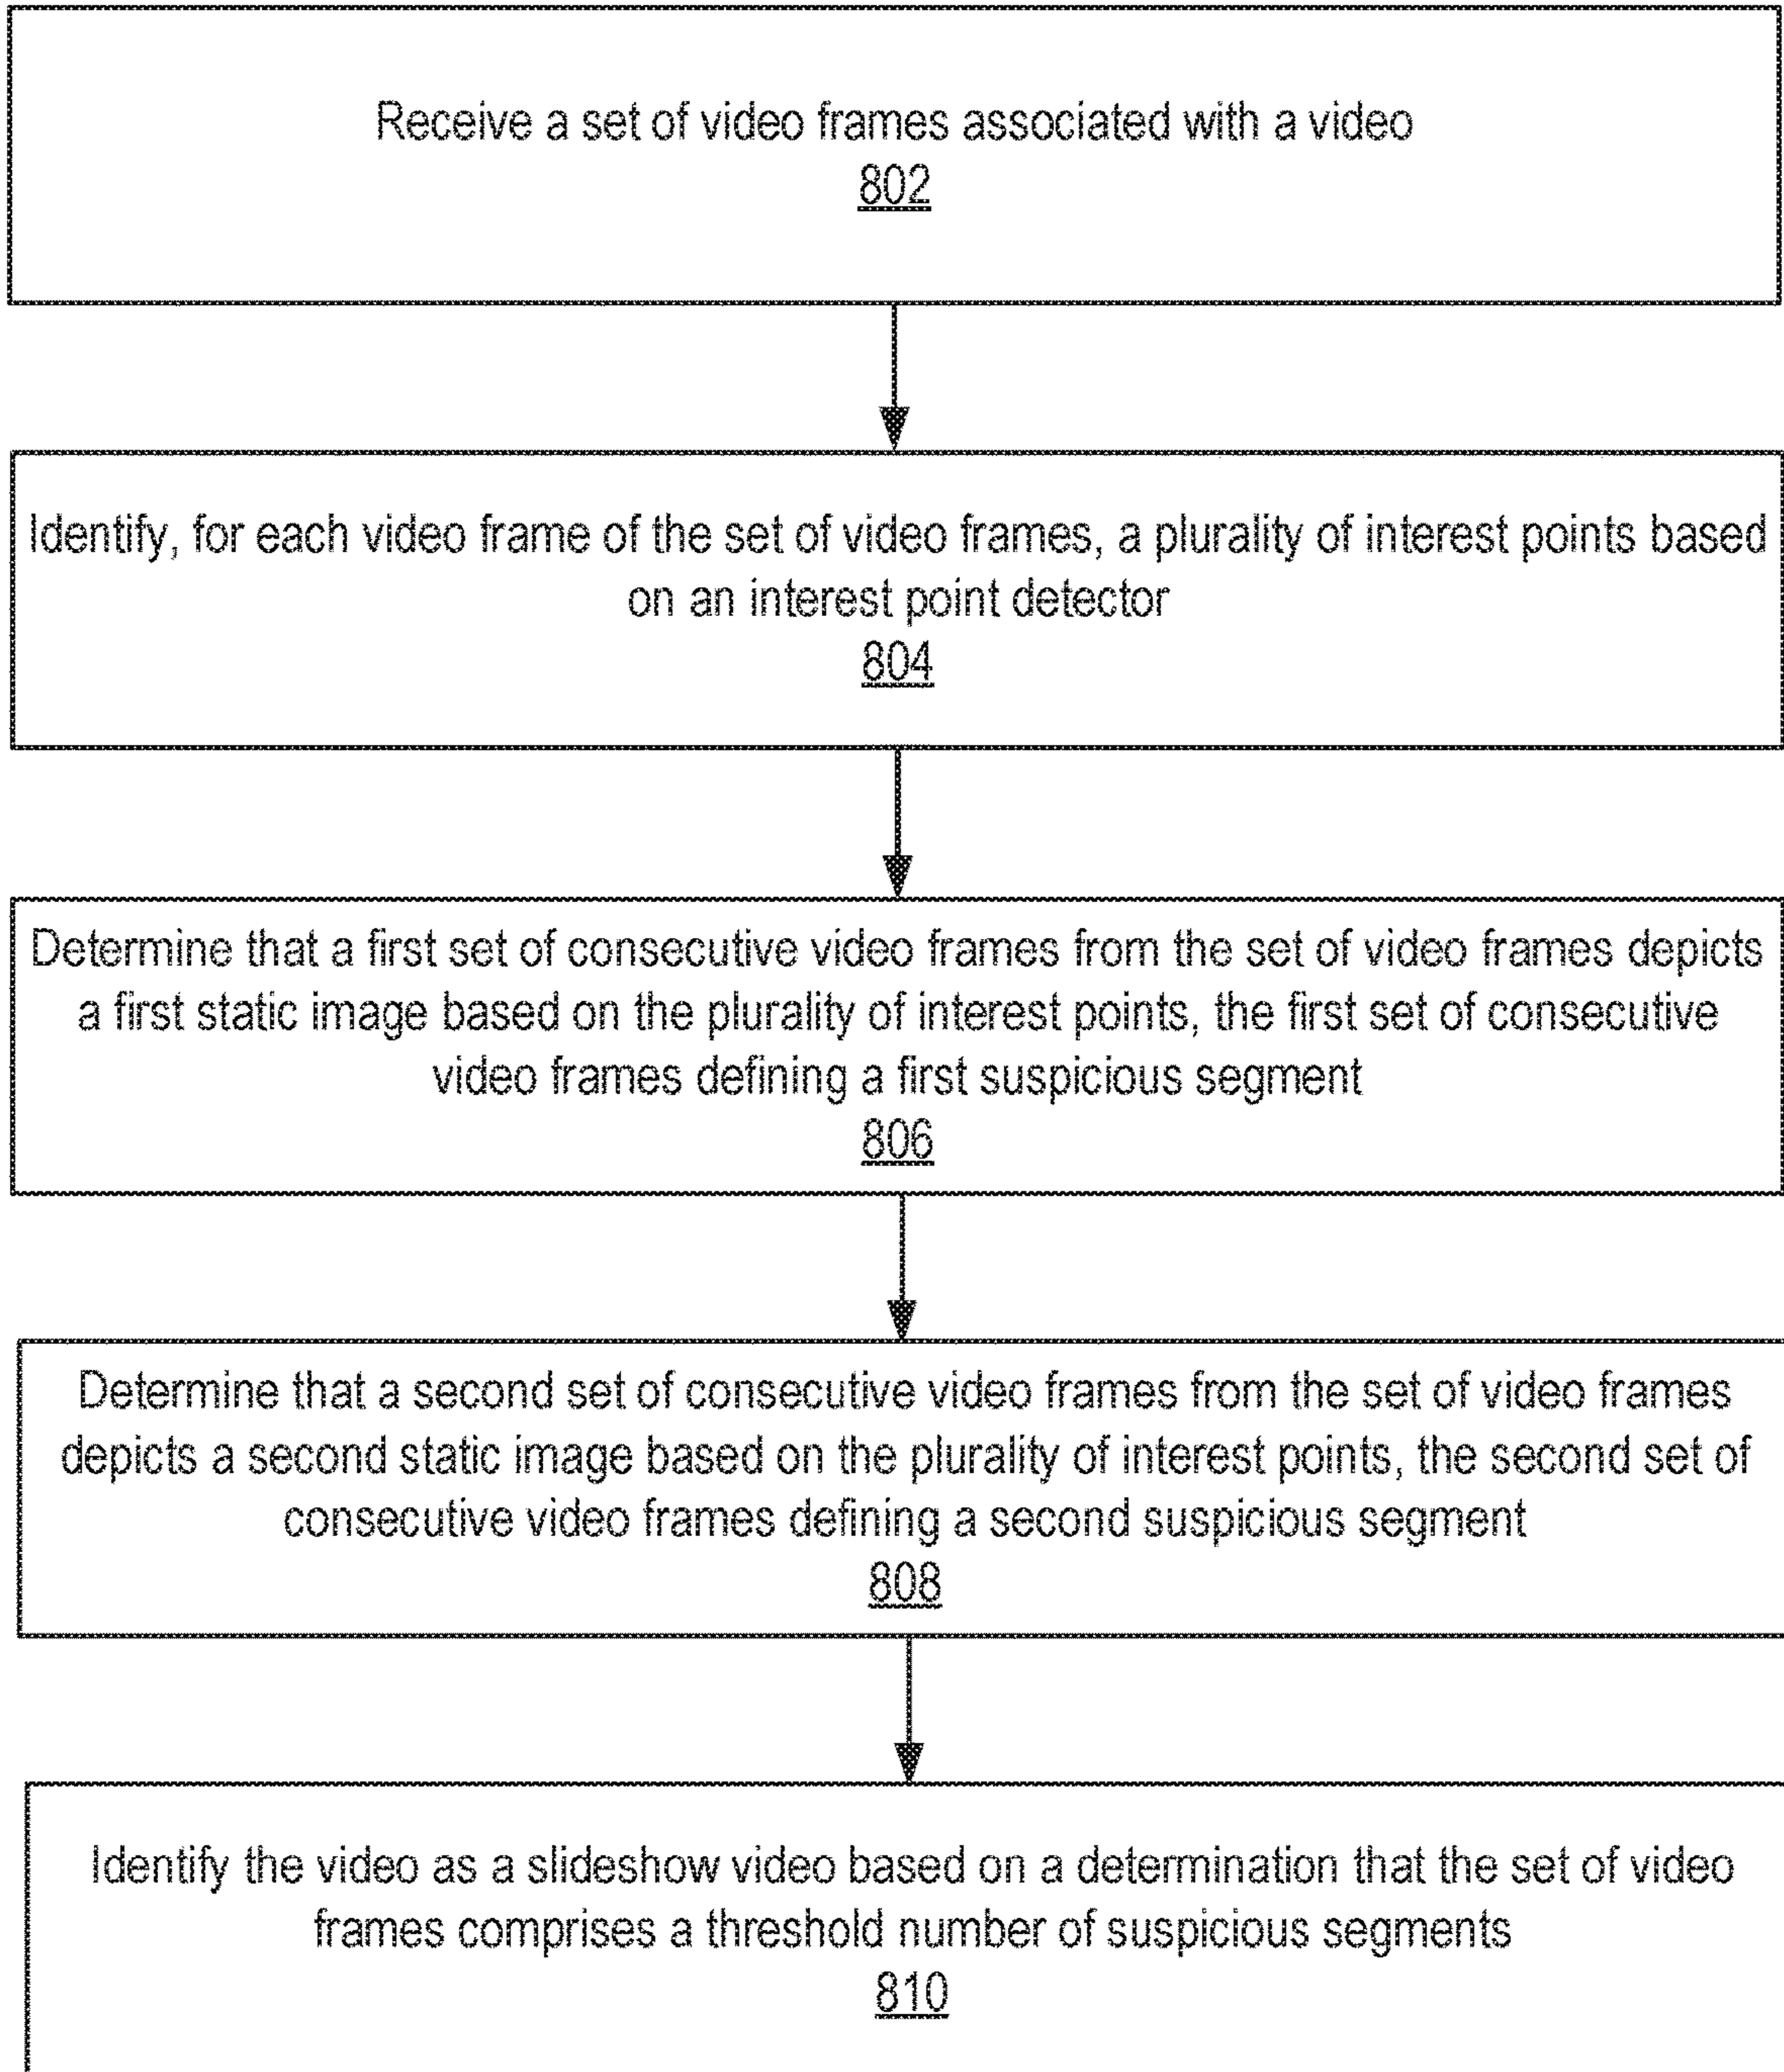 Receive a set of video frames associated with a video
802
Identify, for each video frame of the set of video frames, a plurality of interest points based
on an interest point detector
804
Determine that a first set of consecutive video frames from the set of video frames depicts
a first static image based on the plurality of interest points, the first set of consecutive
video frames defining a first suspicious segment
806
Determine that a second set of consecutive video frames from the set of video frames
depicts a second static image based on the plurality of interest points, the second set of
consecutive video frames defining a second suspicious segment
808
Identify the video as a slideshow video based on a determination that the set of video
frames comprises a threshold number of suspicious segments
810